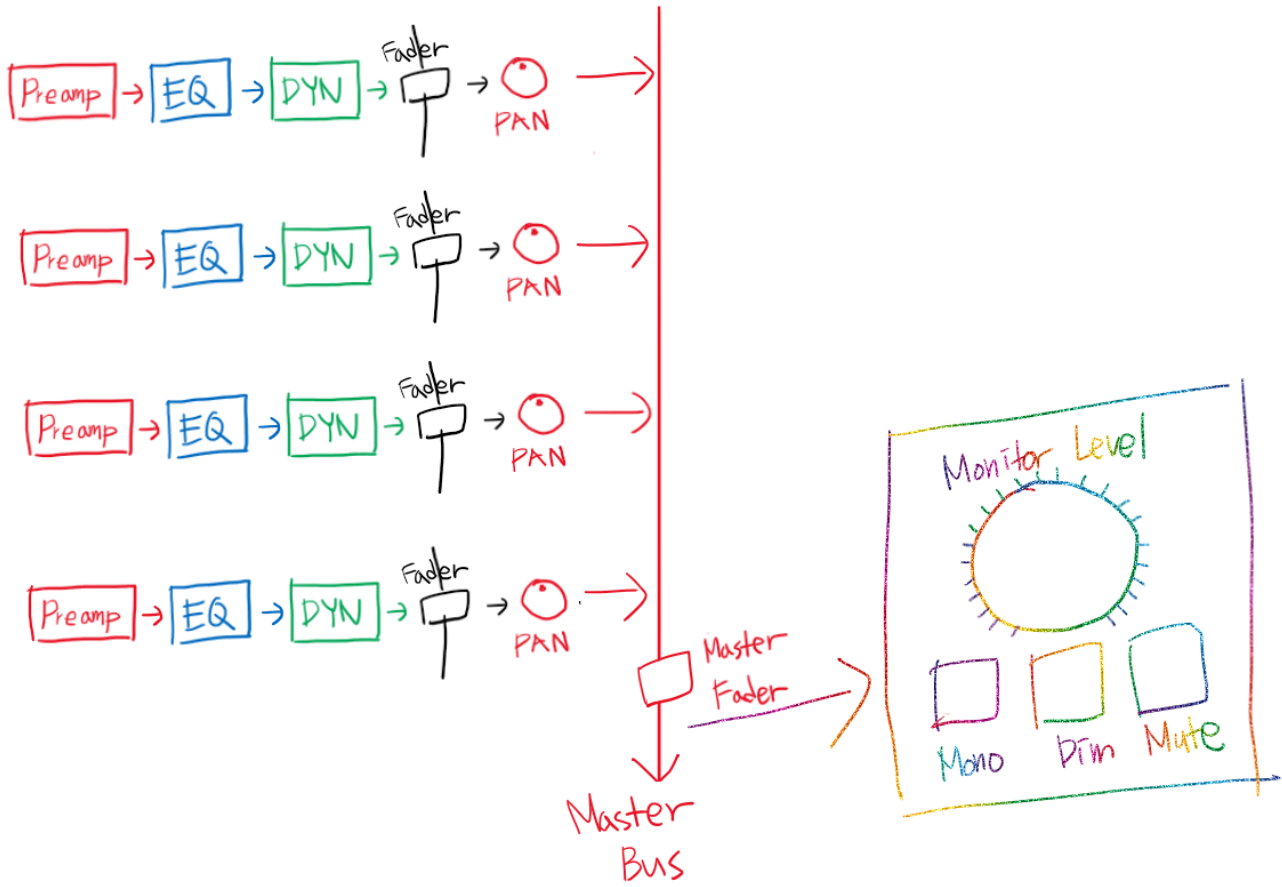 Fader
Preamp EQ DYN
PAN
Fader
Preamp EQ DYN
PAN
Fader
Preamp EQ DYN
PAN
Fader
Preamp EQ DYN
PAN
Master
Fader
Master
Bus
Monitor Level
Mono Dim Mute